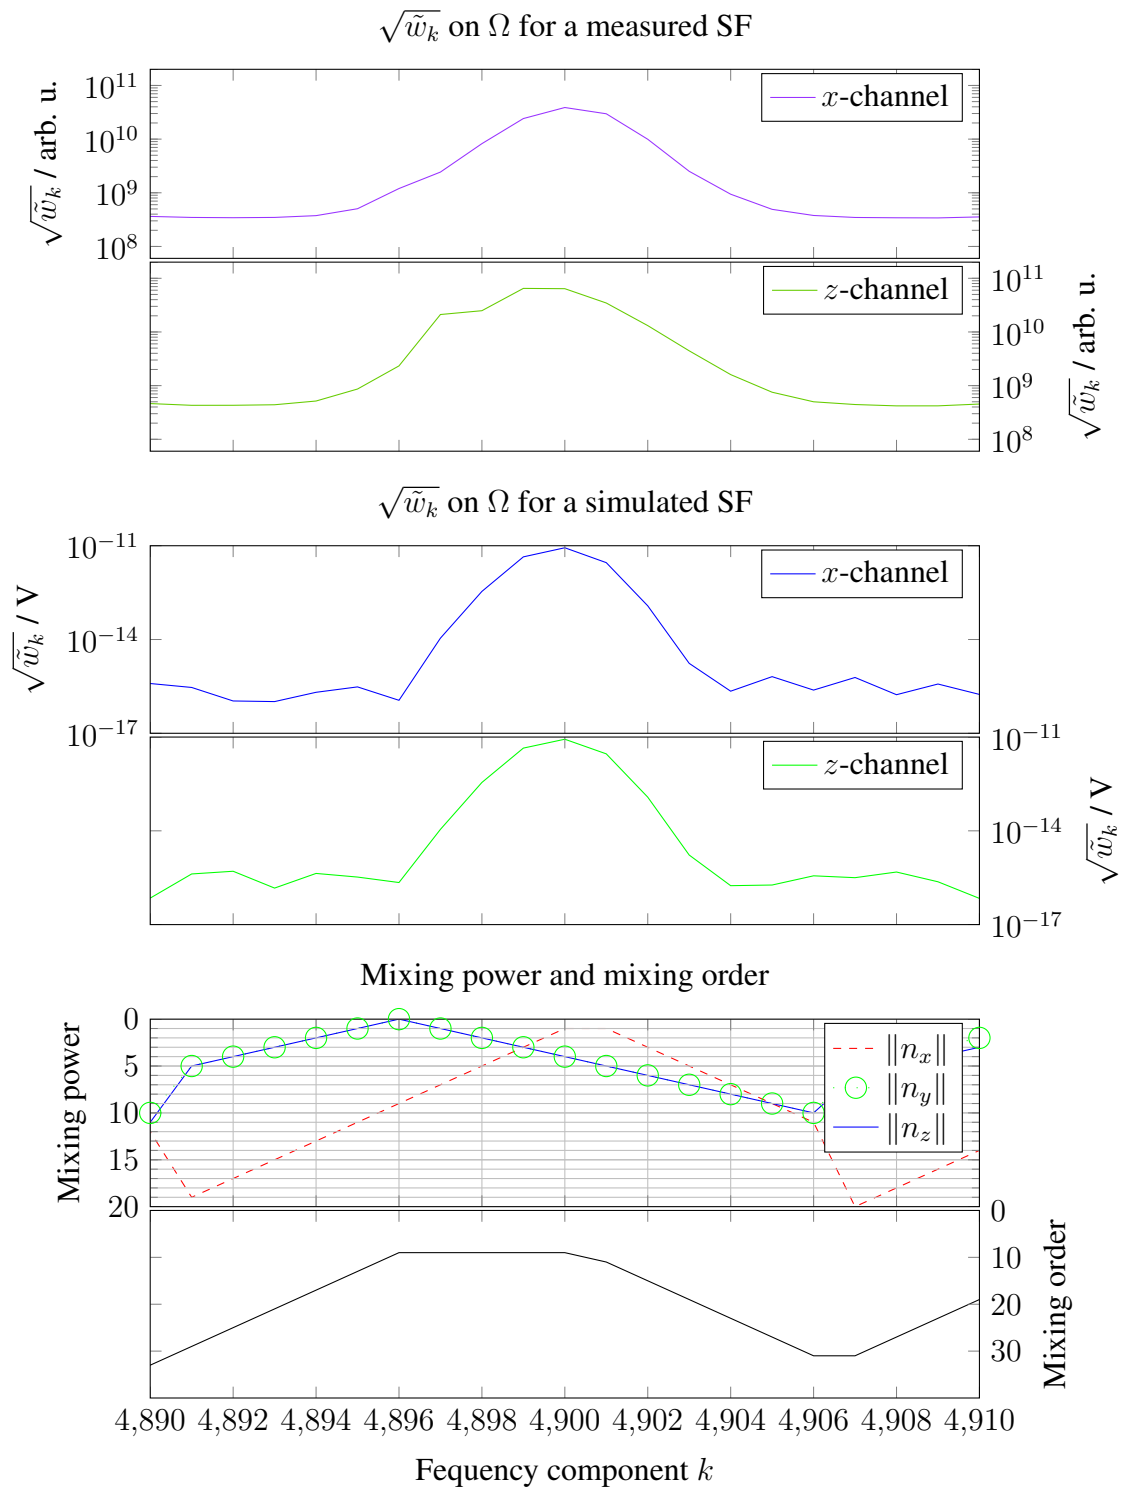 √w̃ₖ on Ω for a measured SF
10¹¹
10¹⁰
10⁹
10⁸
√w̃ₖ / arb. u.
x-channel
z-channel
10¹¹
10¹⁰
10⁹
10⁸
√w̃ₖ / arb. u.
√w̃ₖ on Ω for a simulated SF
10⁻¹¹
10⁻¹⁴
10⁻¹⁷
√w̃ₖ / V
x-channel
z-channel
10⁻¹¹
10⁻¹⁴
10⁻¹⁷
√w̃ₖ / V
Mixing power and mixing order
0
5
10
15
20
Mixing power
‖nₓ‖
‖n_y‖
‖n_z‖
0
10
20
30
Mixing order
4,890 4,892 4,894 4,896 4,898 4,900 4,902 4,904 4,906 4,908 4,910
Fequency component k